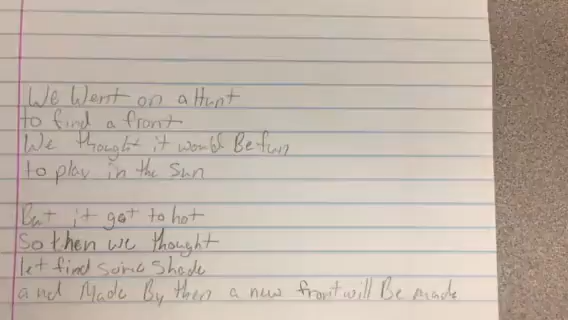 We Went on a Hunt
to find a front
We thought it would Be fun
to play in the Sun
But it got to hot
So then we thought
let find some Shade
and Made By then a new front will Be made